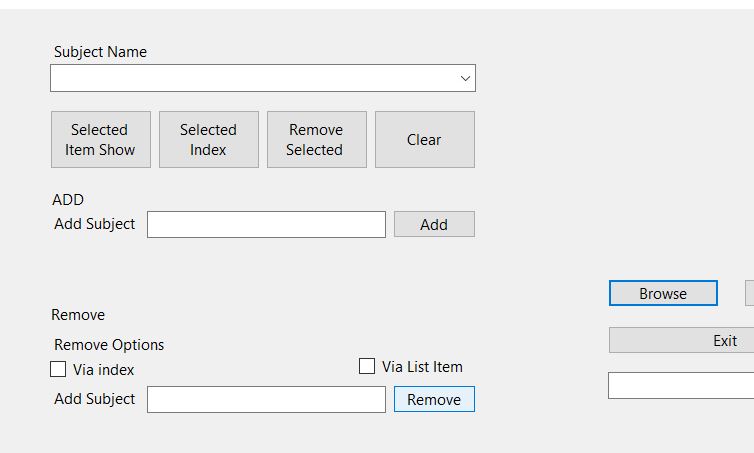 Subject Name
Selected
Item Show
Selected
Index
Remove
Selected
Clear
ADD
Add Subject
Add
Browse
Remove
Exit
Remove Options
Via index
Via List Item
Add Subject
Remove